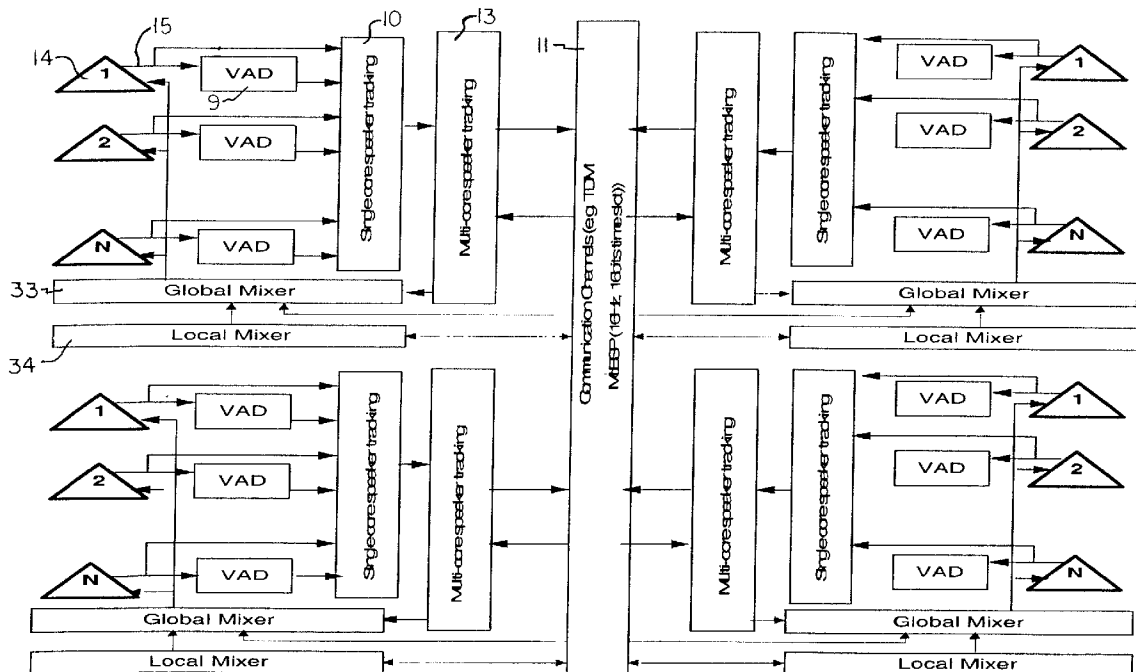 10
13
11
15
14
1
VAD
9
2
VAD
N
VAD
Single core speaker tracking
Multi-core speaker tracking
33
Global Mixer
34
Local Mixer
Communication Channels (e.g. TDM
McBSP (16Hz, 16 bits timeslot))
Multi-core speaker tracking
Single core speaker tracking
VAD
1
VAD
2
VAD
N
Global Mixer
Local Mixer
1
VAD
2
VAD
N
VAD
Single core speaker tracking
Multi-core speaker tracking
Global Mixer
Local Mixer
Multi-core speaker tracking
Single core speaker tracking
VAD
1
VAD
2
VAD
N
Global Mixer
Local Mixer